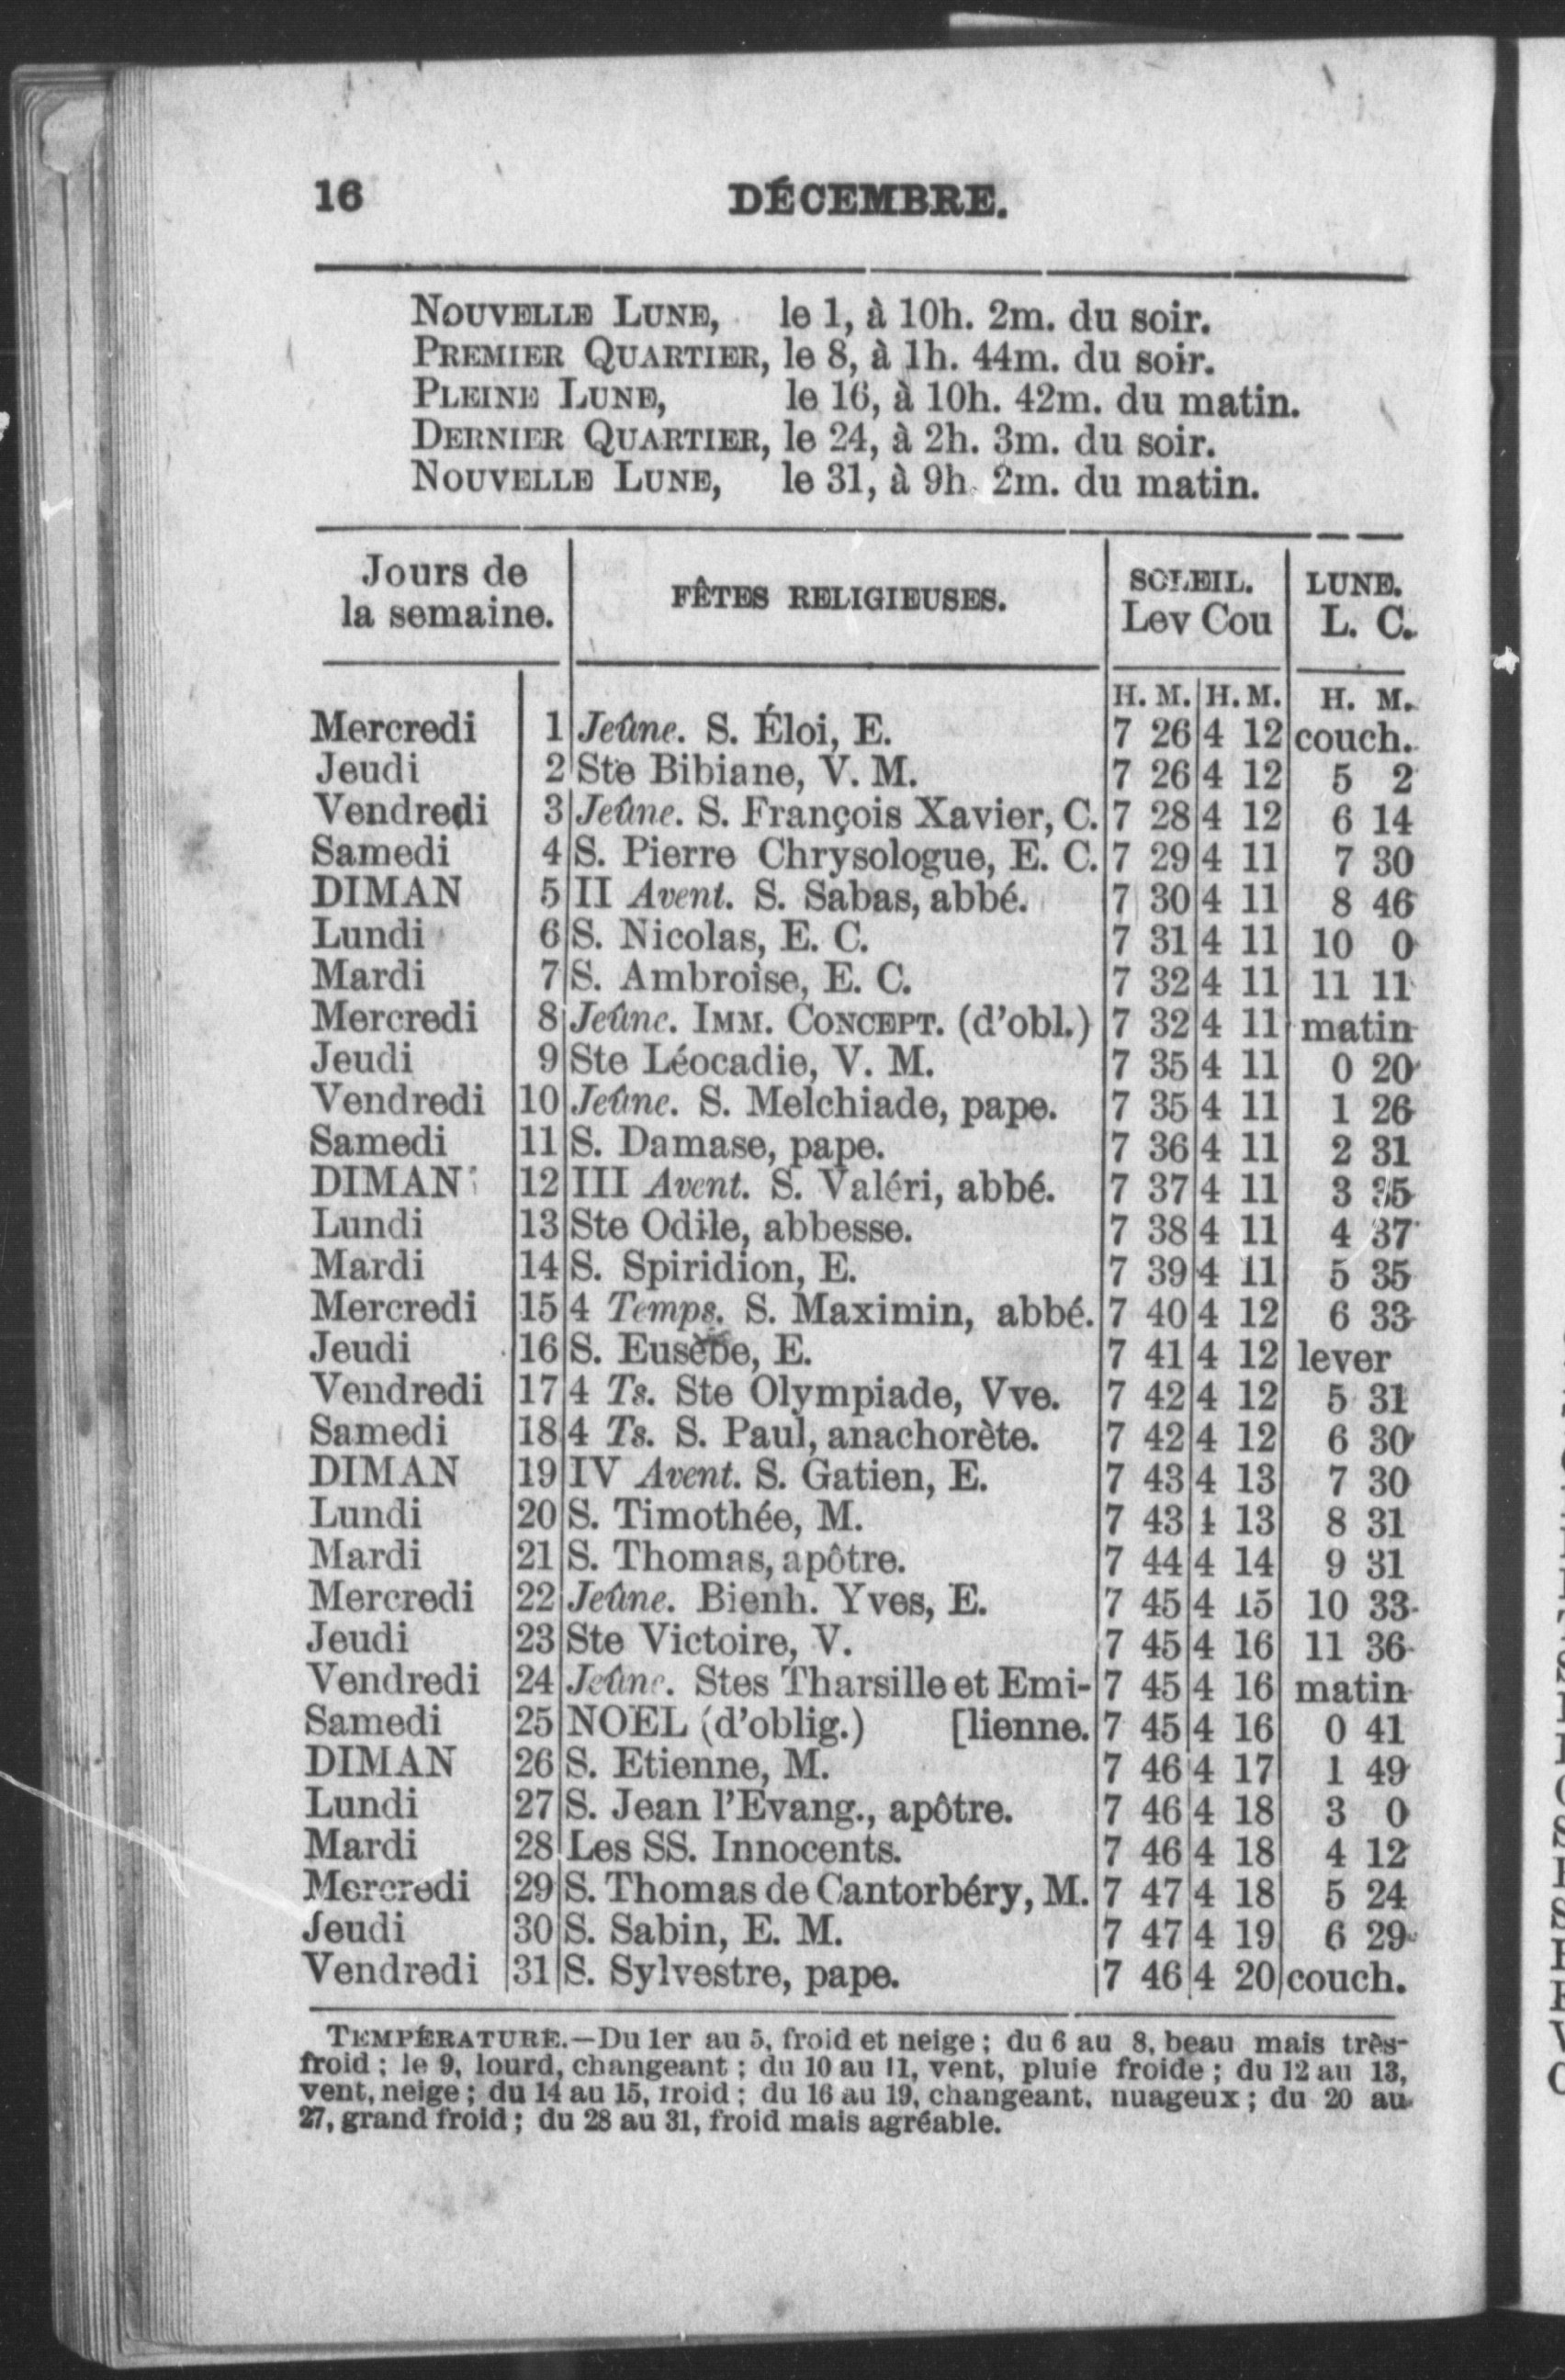 16 DÉCEMBRE.
NOUVELLE LUNE, le 1, à 10h. 2m. du soir.
PREMIER QUARTIER, le 8, à 1h. 44m. du soir.
PLEINE LUNE, le 16, à 10h. 42m. du matin.
DERNIER QUARTIER, le 24, à 2h. 3m. du soir.
NOUVELLE LUNE, le 31, à 9h. 2m. du matin.
Jours de la semaine. FÊTES RELIGIEUSES. SOLEIL. Lev Cou LUNE. L. C.
H. M. H. M. H. M.
Mercredi 1 Jeûne. S. Éloi, E. 7 26 4 12 couch.
Jeudi 2 Ste Bibiane, V. M. 7 26 4 12 5 2
Vendredi 3 Jeûne. S. François Xavier, C. 7 28 4 12 6 14
Samedi 4 S. Pierre Chrysologue, E. C. 7 29 4 11 7 30
DIMAN 5 II Avent. S. Sabas, abbé. 7 30 4 11 8 46
Lundi 6 S. Nicolas, E. C. 7 31 4 11 10 0
Mardi 7 S. Ambroise, E. C. 7 32 4 11 11 11
Mercredi 8 Jeûne. IMM. CONCEPT. (d'obl.) 7 32 4 11 matin
Jeudi 9 Ste Léocadie, V. M. 7 35 4 11 0 20
Vendredi 10 Jeûne. S. Melchiade, pape. 7 35 4 11 1 26
Samedi 11 S. Damase, pape. 7 36 4 11 2 31
DIMAN 12 III Avent. S. Valéri, abbé. 7 37 4 11 3 35
Lundi 13 Ste Odile, abbesse. 7 38 4 11 4 37
Mardi 14 S. Spiridion, E. 7 39 4 11 5 35
Mercredi 15 4 Temps. S. Maximin, abbé. 7 40 4 12 6 33
Jeudi 16 S. Eusèbe, E. 7 41 4 12 lever
Vendredi 17 4 Ts. Ste Olympiade, Vve. 7 42 4 12 5 31
Samedi 18 4 Ts. S. Paul, anachorète. 7 42 4 12 6 30
DIMAN 19 IV Avent. S. Gatien, E. 7 43 4 13 7 30
Lundi 20 S. Timothée, M. 7 43 4 13 8 31
Mardi 21 S. Thomas, apôtre. 7 44 4 14 9 31
Mercredi 22 Jeûne. Bienh. Yves, E. 7 45 4 15 10 33
Jeudi 23 Ste Victoire, V. 7 45 4 16 11 36
Vendredi 24 Jeûne. Stes Tharsille et Emi- 7 45 4 16 matin
Samedi 25 NOEL (d'oblig.) [lienne. 7 45 4 16 0 41
DIMAN 26 S. Etienne, M. 7 46 4 17 1 49
Lundi 27 S. Jean l'Evang., apôtre. 7 46 4 18 3 0
Mardi 28 Les SS. Innocents. 7 46 4 18 4 12
Mercredi 29 S. Thomas de Cantorbéry, M. 7 47 4 18 5 24
Jeudi 30 S. Sabin, E. M. 7 47 4 19 6 29
Vendredi 31 S. Sylvestre, pape. 7 46 4 20 couch.
TEMPÉRATURE.—Du 1er au 5, froid et neige; du 6 au 8, beau mais très-
froid; le 9, lourd, changeant; du 10 au 11, vent, pluie froide; du 12 au 13,
vent, neige; du 14 au 15, froid; du 16 au 19, changeant, nuageux; du 20 au
27, grand froid; du 28 au 31, froid mais agréable.